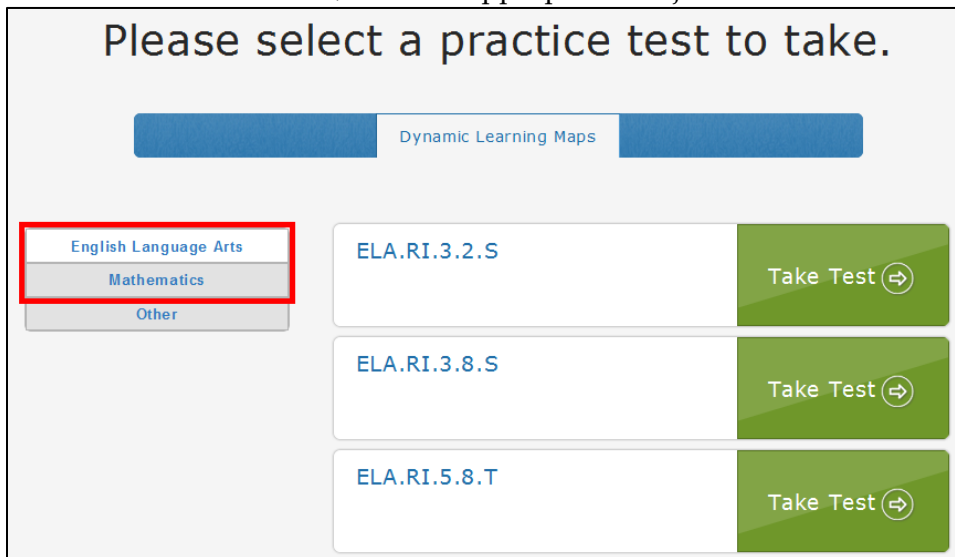 Please select a practice test to take.
Dynamic Learning Maps
English Language Arts
Mathematics
Other
ELA.RI.3.2.S
Take Test
ELA.RI.3.8.S
Take Test
ELA.RI.5.8.T
Take Test